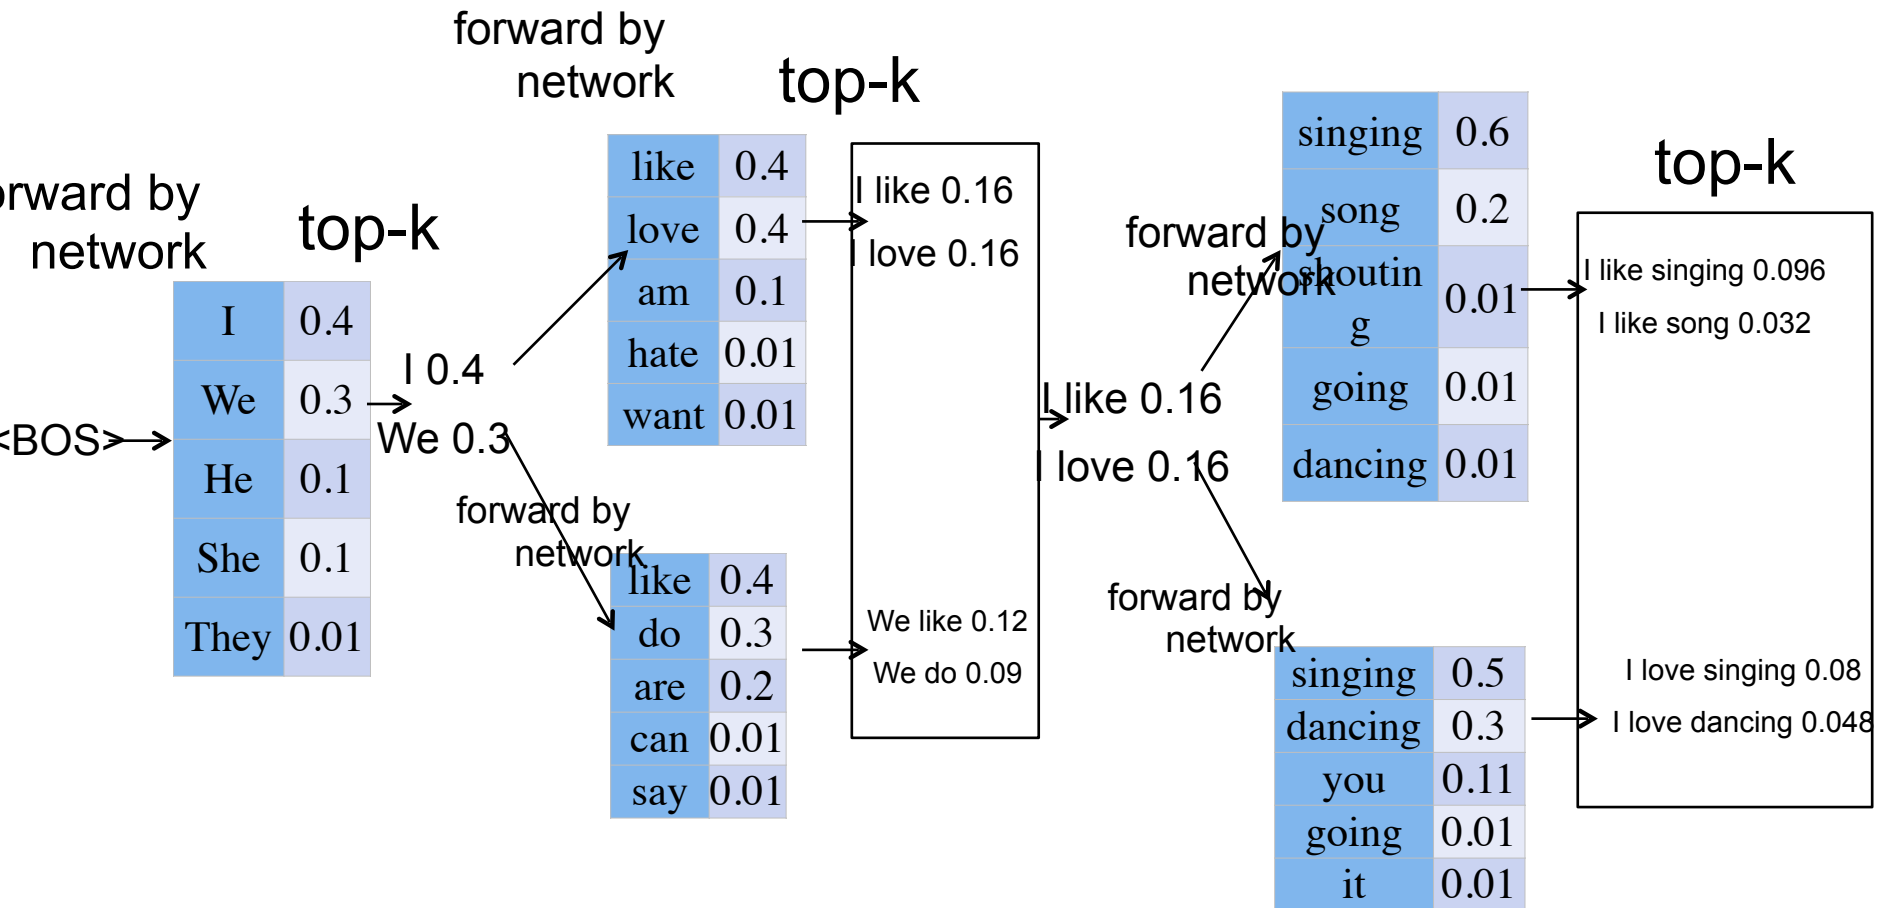 forward by
network
top-k
orward by
network
top-k
<BOS>
I 0.4
We 0.3
He 0.1
She 0.1
They 0.01
I 0.4
We 0.3
like 0.4
love 0.4
am 0.1
hate 0.01
want 0.01
forward by
network
like 0.4
do 0.3
are 0.2
can 0.01
say 0.01
I like 0.16
I love 0.16
We like 0.12
We do 0.09
I like 0.16
I love 0.16
forward by
network
singing 0.6
song 0.2
shoutin
g 0.01
going 0.01
dancing 0.01
forward by
network
singing 0.5
dancing 0.3
you 0.11
going 0.01
it 0.01
top-k
I like singing 0.096
I like song 0.032
I love singing 0.08
I love dancing 0.048